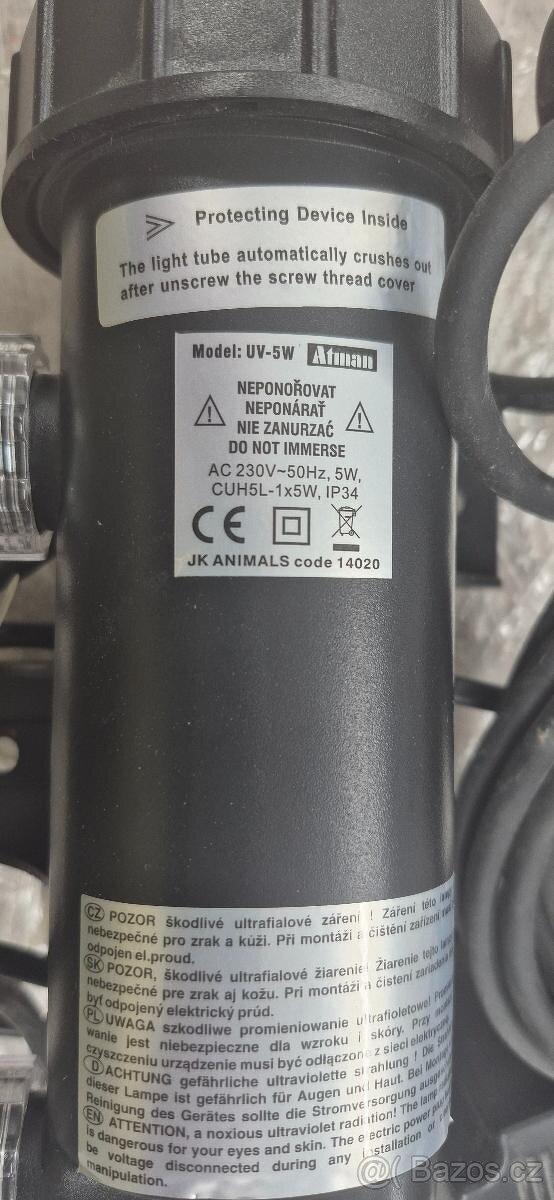 Protecting Device Inside
The light tube automatically crushes out
after unscrew the screw thread cover
Model: UV-5W Atman
NEPONOŘOVAT
NEPONÁRAŤ
NIE ZANURZAĆ
DO NOT IMMERSE
AC 230V~50Hz, 5W,
CUH5L-1x5W, IP34
CE
JK ANIMALS code 14020
CZ POZOR škodlivé ultrafialové záření ! Záření této
nebezpečné pro zrak a kůži. Při montáži a čištění zařízení
odpojen el.proud.
SK POZOR, škodlivé ultrafialové žiarenie! Žiarenie tejto
nebezpečné pre zrak aj kožu. Pri montáži a čistení zariadenia
byť odpojený elektrický prúd.
PL UWAGA szkodliwe promieniowanie ultrafioletowe!
wanie jest niebezpieczne dla wzroku i skóry. Przy
czyszczeniu urządzenie musi być odłączone z sieci elektrycznej
D ACHTUNG gefährliche ultraviolette strahlung ! Die
dieser Lampe ist gefährlich für Augen und Haut. Bei
Reinigung des Gerätes sollte die Stromversorgung
EN ATTENTION, a noxious ultraviolet radiation! The lamp
is dangerous for your eyes and skin. The electric power
be voltage disconnected during any installation or
manipulation.
Bazos.cz